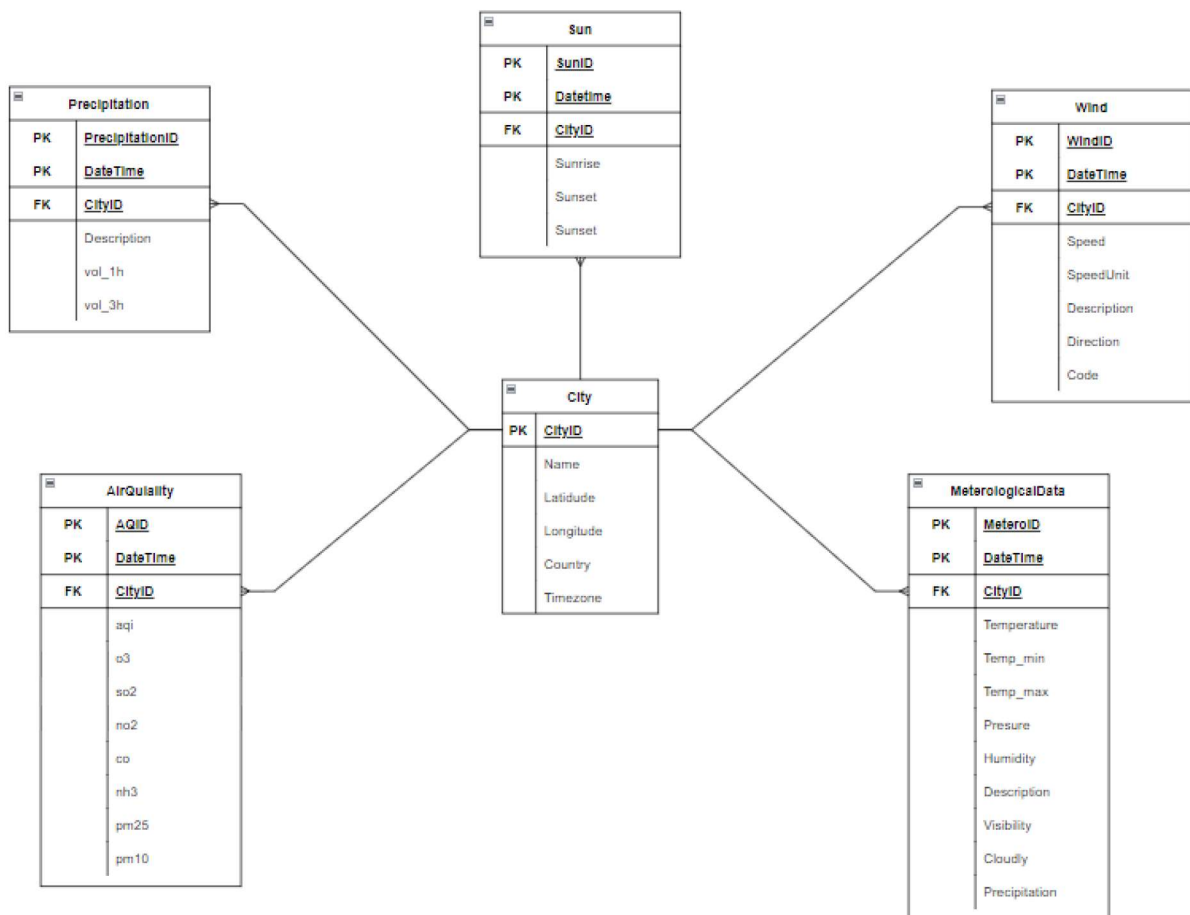 Sun
PK SunID
PK Datetime
FK CityID
Sunrise
Sunset
Sunset
Precipitation
PK PrecipitationID
PK DateTime
FK CityID
Description
vol_1h
vol_3h
Wind
PK WindID
PK DateTime
FK CityID
Speed
SpeedUnit
Description
Direction
Code
City
PK CityID
Name
Latidude
Longitude
Country
Timezone
AirQuiality
PK AQID
PK DateTime
FK CityID
aqi
o3
so2
no2
co
nh3
pm25
pm10
MeterologicalData
PK MeteroID
PK DateTime
FK CityID
Temperature
Temp_min
Temp_max
Presure
Humidity
Description
Visibility
Cloudly
Precipitation